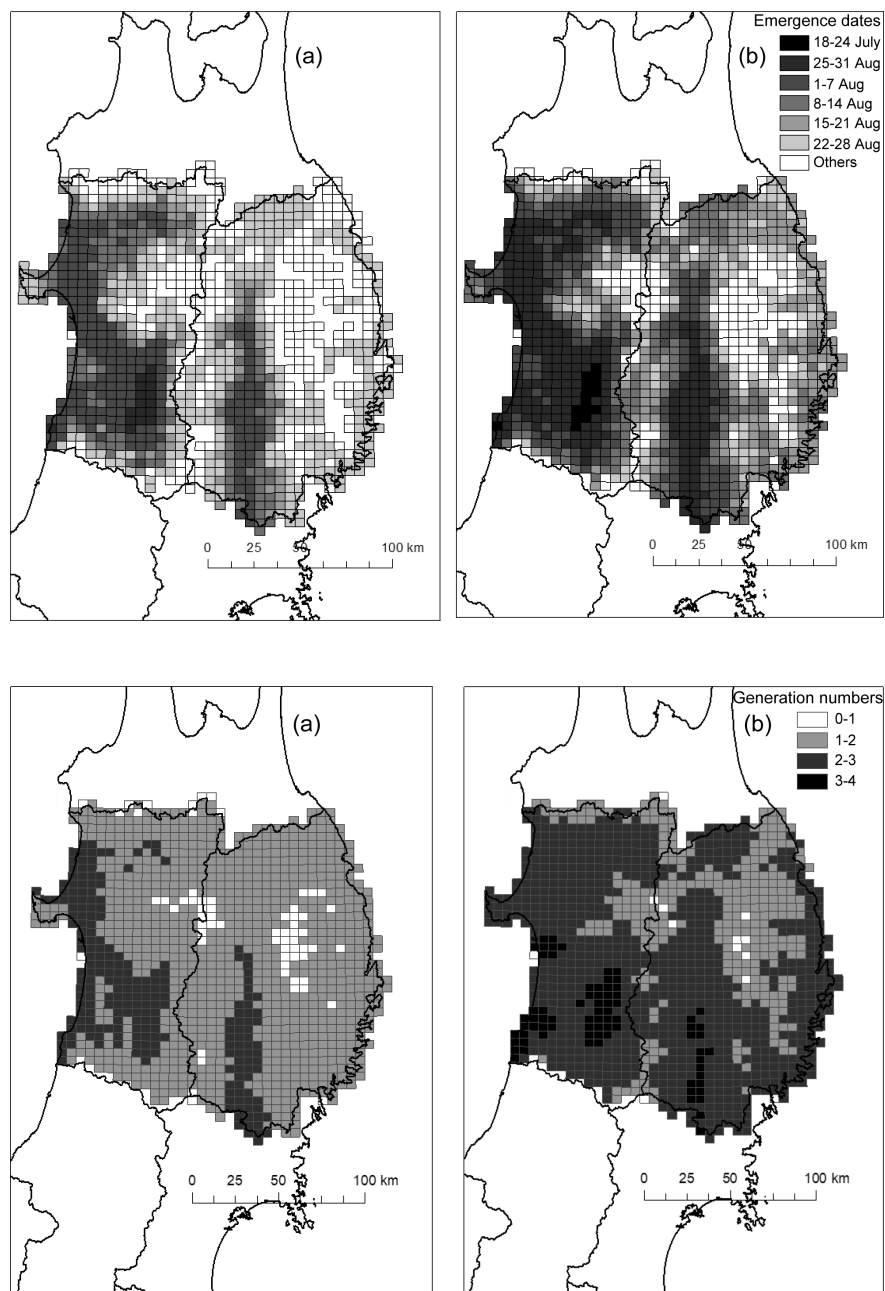 (a)
0 25 50 100 km
Emergence dates
(b)
18-24 July
25-31 Aug
1-7 Aug
8-14 Aug
15-21 Aug
22-28 Aug
Others
0 25 50 100 km
(a)
0 25 50 100 km
Generation numbers
(b)
0-1
1-2
2-3
3-4
0 25 50 100 km